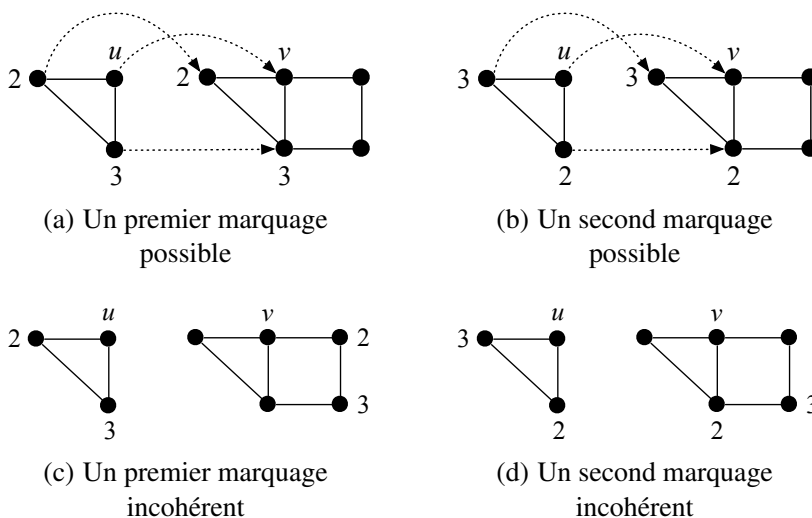 u v u v
2 2 3 3
3 3 2 2
(a) Un premier marquage
possible
(b) Un second marquage
possible
u v u v
2 2 3
3 3
3 2 2
(c) Un premier marquage
incohérent
(d) Un second marquage
incohérent